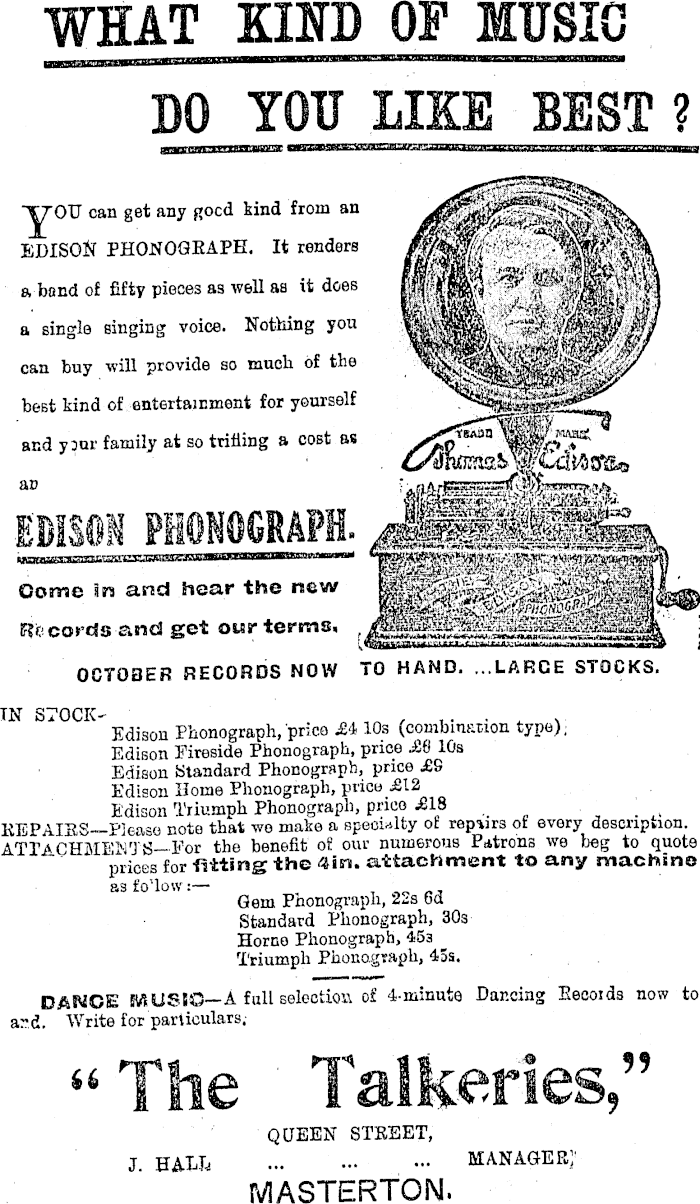 WHAT KIND OF MUSIC
DO YOU LIKE BEST?
YOU can get any good kind from an
EDISON PHONOGRAPH. It renders
a band of fifty pieces as well as it does
a single singing voice. Nothing you
can buy will provide so much of the
best kind of entertainment for yourself
and your family at so trifling a cost as
an
EDISON PHONOGRAPH.
TRADE MARK
Thomas Edison
THE EDISON PHONOGRAPH
Come in and hear the new
Records and get our terms.
OCTOBER RECORDS NOW TO HAND. ...LARGE STOCKS.
IN STOCK-
Edison Phonograph, price £4 10s (combination type);
Edison Fireside Phonograph, price £6 10s
Edison Standard Phonograph, price £9
Edison Home Phonograph, price £12
Edison Triumph Phonograph, price £18
REPAIRS—Please note that we make a specialty of repairs of every description.
ATTACHMENTS—For the benefit of our numerous Patrons we beg to quote
prices for fitting the 4in. attachment to any machine
as follow:—
Gem Phonograph, 22s 6d
Standard Phonograph, 30s
Horne Phonograph, 45s
Triumph Phonograph, 45s.
DANCE MUSIC—A full selection of 4-minute Dancing Records now to
and. Write for particulars.
"The Talkeries,"
QUEEN STREET,
J. HALL ... ... ... MANAGER,
MASTERTON.